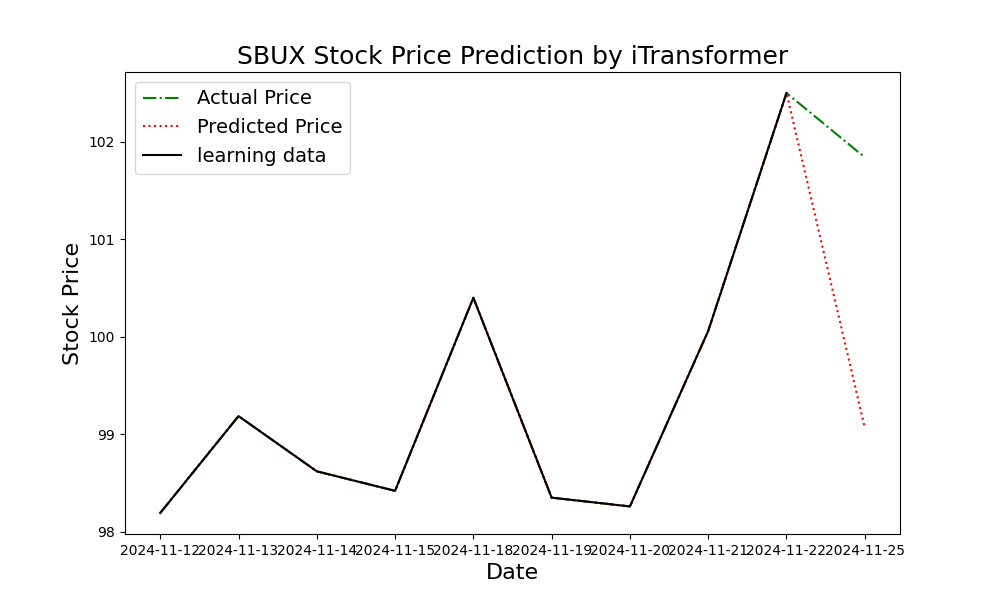 SBUX Stock Price Prediction by iTransformer
Actual Price
Predicted Price
learning data
Stock Price
102
101
100
99
98
2024-11-12 2024-11-13 2024-11-14 2024-11-15 2024-11-18 2024-11-19 2024-11-20 2024-11-21 2024-11-22 2024-11-25
Date